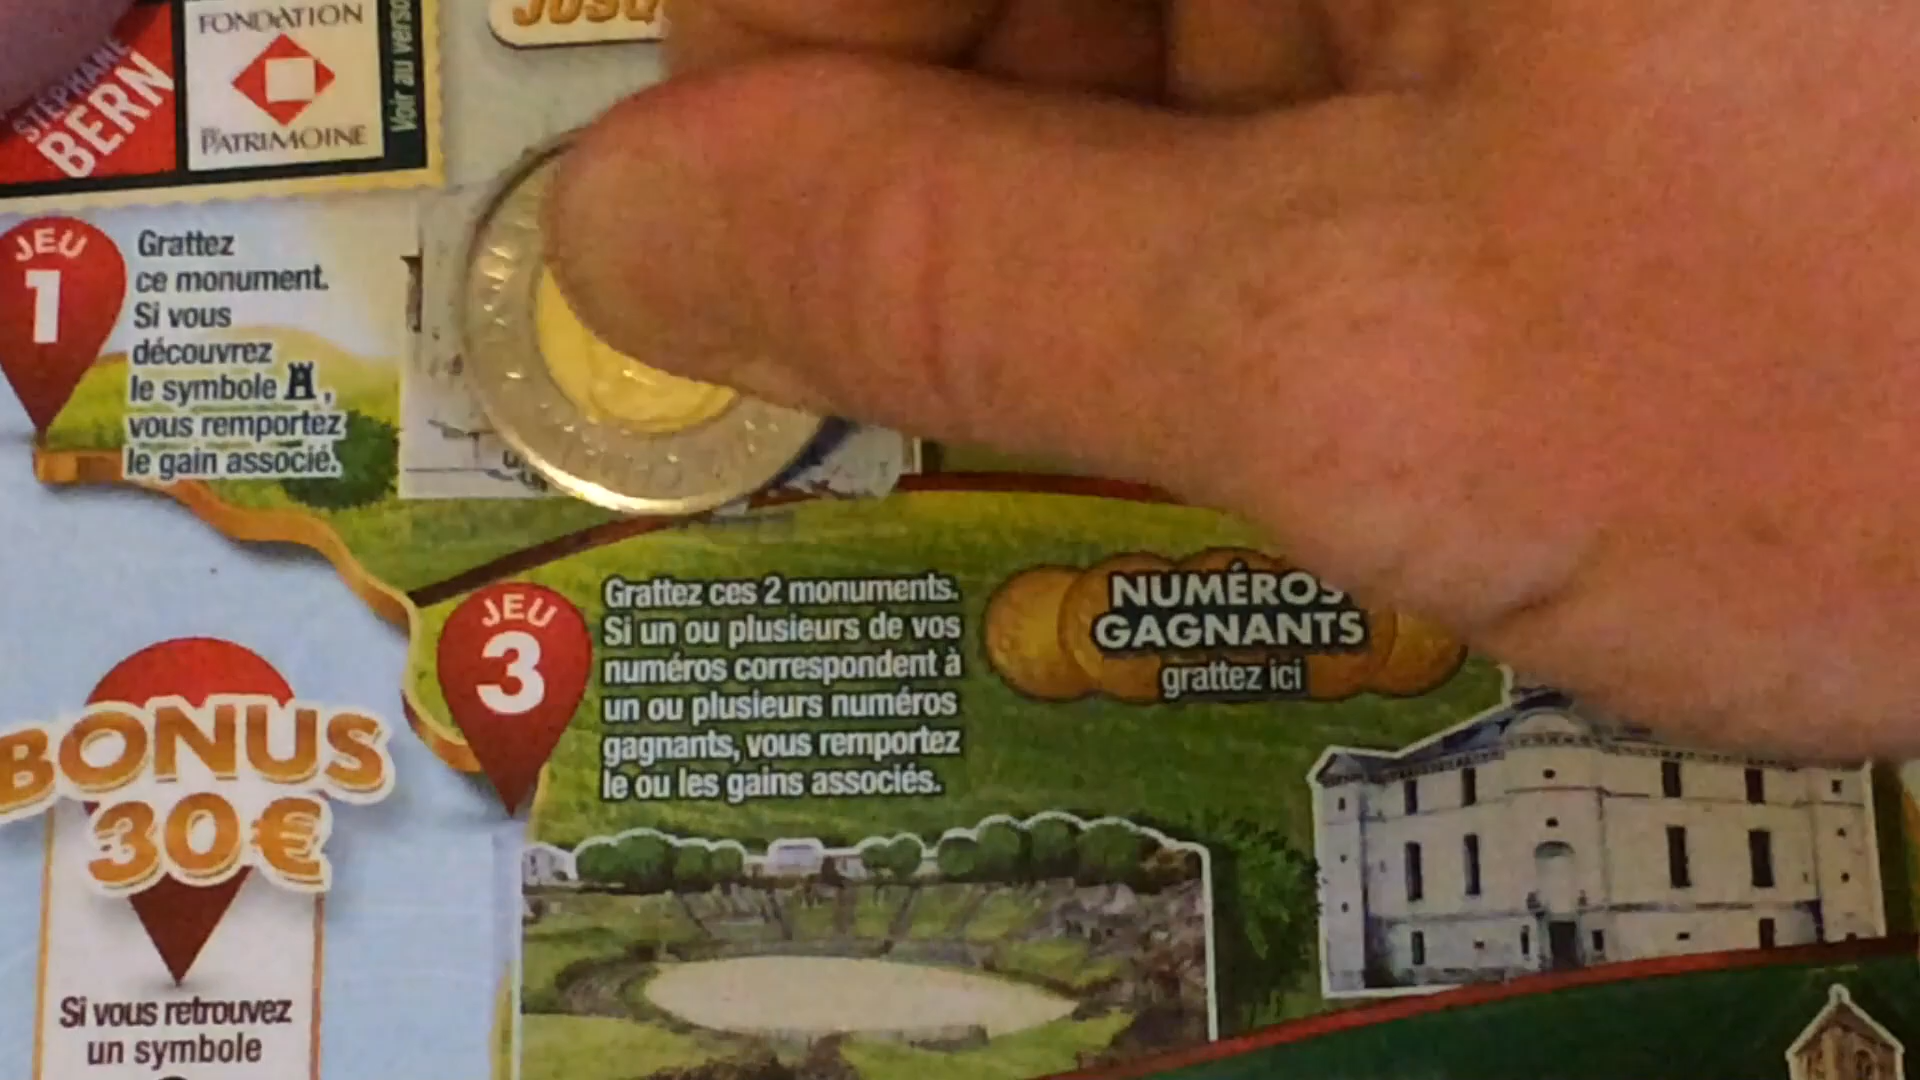 FONDATION
DU PATRIMOINE
STÉPHANE
BERN
Voir au verso
JEU
1
Grattez
ce monument.
Si vous
découvrez
le symbole ,
vous remportez
le gain associé.
JEU
3
Grattez ces 2 monuments.
Si un ou plusieurs de vos
numéros correspondent à
un ou plusieurs numéros
gagnants, vous remportez
le ou les gains associés.
NUMÉROS
GAGNANTS
grattez ici
BONUS
30€
Si vous retrouvez
un symbole